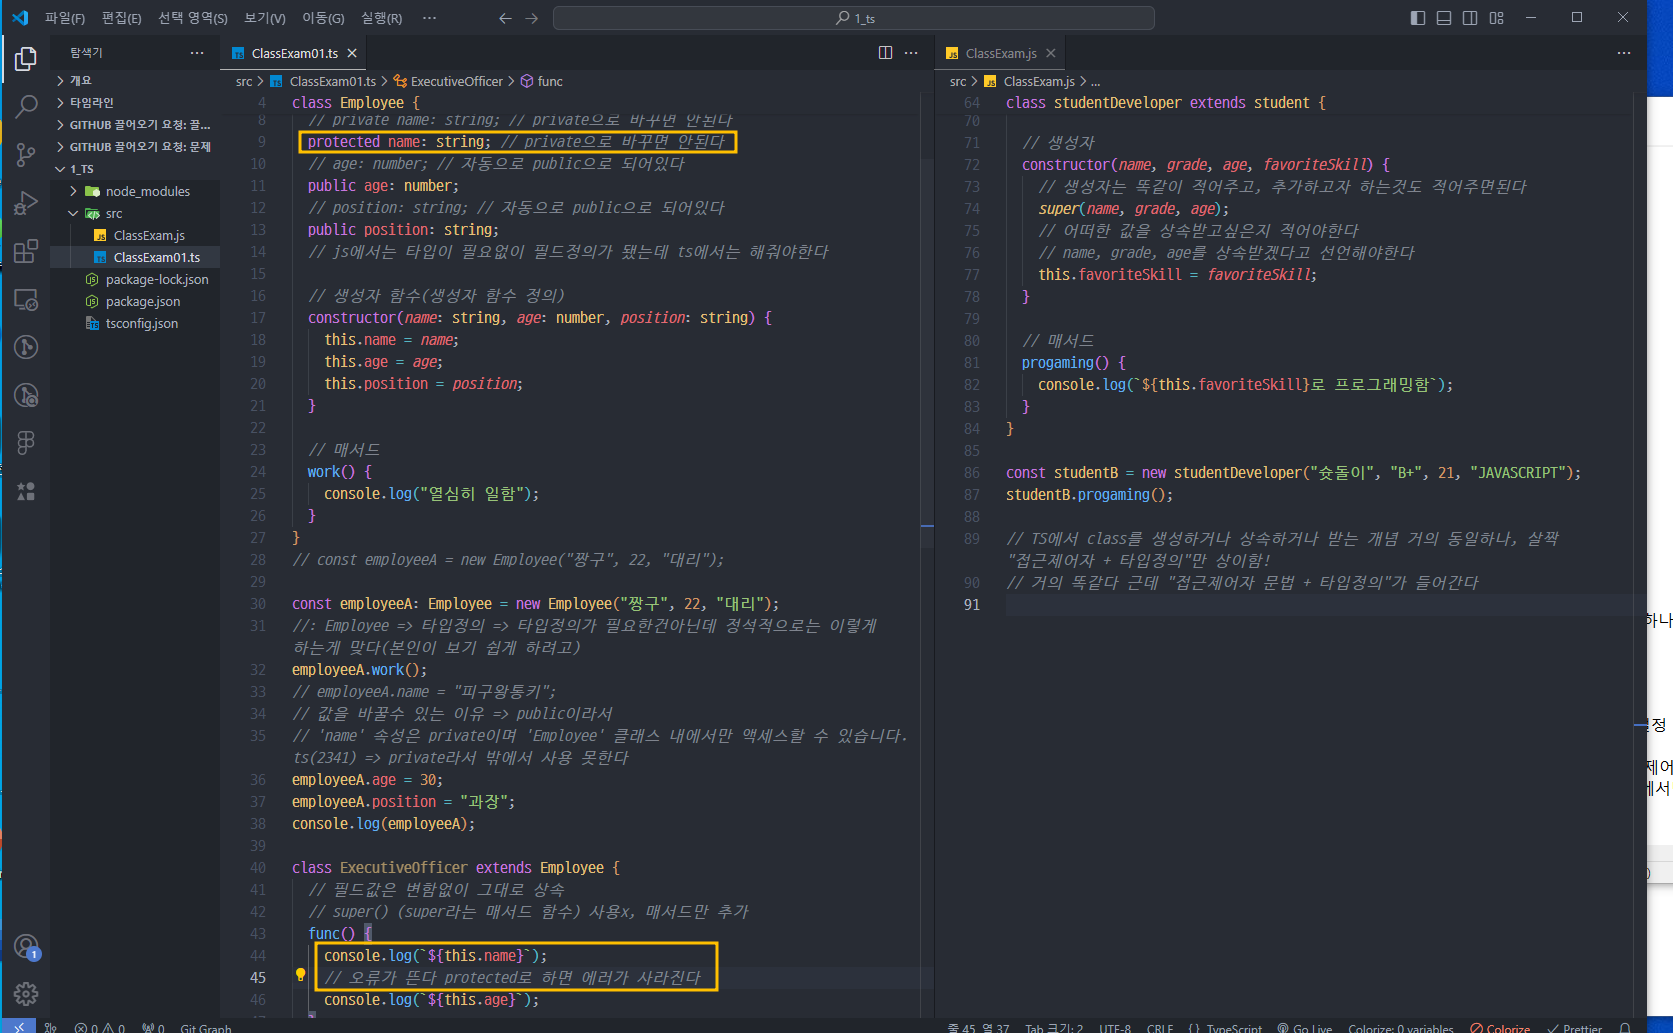 파일(F) 편집(E) 선택 영역(S) 보기(V) 이동(G) 실행(R) ··· 1_ts
탐색기
개요
타임라인
GITHUB 끌어오기 요청: 끌...
GITHUB 끌어오기 요청: 문제
1_TS
node_modules
src
ClassExam.js
ClassExam01.ts
package-lock.json
package.json
tsconfig.json
1
ClassExam01.ts
src > ClassExam01.ts > ExecutiveOfficer > func
4 class Employee {
8 // private name: string; // private으로 바꾸면 안된다
9 protected name: string; // private으로 바꾸면 안된다
10 // age: number; // 자동으로 public으로 되어있다
11 public age: number;
12 // position: string; // 자동으로 public으로 되어있다
13 public position: string;
14 // js에서는 타입이 필요없이 필드정의가 됐는데 ts에서는 해줘야한다
15
16 // 생성자 함수(생성자 함수 정의)
17 constructor(name: string, age: number, position: string) {
18 this.name = name;
19 this.age = age;
20 this.position = position;
21 }
22
23 // 매서드
24 work() {
25 console.log("열심히 일함");
26 }
27 }
28 // const employeeA = new Employee("짱구", 22, "대리");
29
30 const employeeA: Employee = new Employee("짱구", 22, "대리");
31 //: Employee => 타입정의 => 타입정의가 필요한건아닌데 정석적으로는 이렇게
하는게 맞다(본인이 보기 쉽게 하려고)
32 employeeA.work();
33 // employeeA.name = "피구왕통키";
34 // 값을 바꿀수 있는 이유 => public이라서
35 // 'name' 속성은 private이며 'Employee' 클래스 내에서만 액세스할 수 있습니다.
ts(2341) => private라서 밖에서 사용 못한다
36 employeeA.age = 30;
37 employeeA.position = "과장";
38 console.log(employeeA);
39
40 class ExecutiveOfficer extends Employee {
41 // 필드값은 변함없이 그대로 상속
42 // super() (super라는 매서드 함수) 사용x, 매서드만 추가
43 func() {
44 console.log(`${this.name}`);
45 // 오류가 뜬다 protected로 하면 에러가 사라진다
46 console.log(`${this.age}`);
ClassExam.js
src > ClassExam.js > ...
64 class studentDeveloper extends student {
70
71 // 생성자
72 constructor(name, grade, age, favoriteSkill) {
73 // 생성자는 똑같이 적어주고, 추가하고자 하는것도 적어주면된다
74 super(name, grade, age);
75 // 어떠한 값을 상속받고싶은지 적어야한다
76 // name, grade, age를 상속받겠다고 선언해야한다
77 this.favoriteSkill = favoriteSkill;
78 }
79
80 // 매서드
81 progaming() {
82 console.log(`${this.favoriteSkill}로 프로그래밍함`);
83 }
84 }
85
86 const studentB = new studentDeveloper("숏돌이", "B+", 21, "JAVASCRIPT");
87 studentB.progaming();
88
89 // TS에서 class를 생성하거나 상속하거나 받는 개념 거의 동일하나, 살짝
"접근제어자 + 타입정의"만 상이함!
90 // 거의 똑같다 근데 "접근제어자 문법 + 타입정의"가 들어간다
91
하나
제어
에서
0 0 0 Git Graph 줄 45, 열 37 Tab 크기: 2 UTF-8 CRLF {} TypeScript Go Live Colorize: 0 variables Colorize Prettier